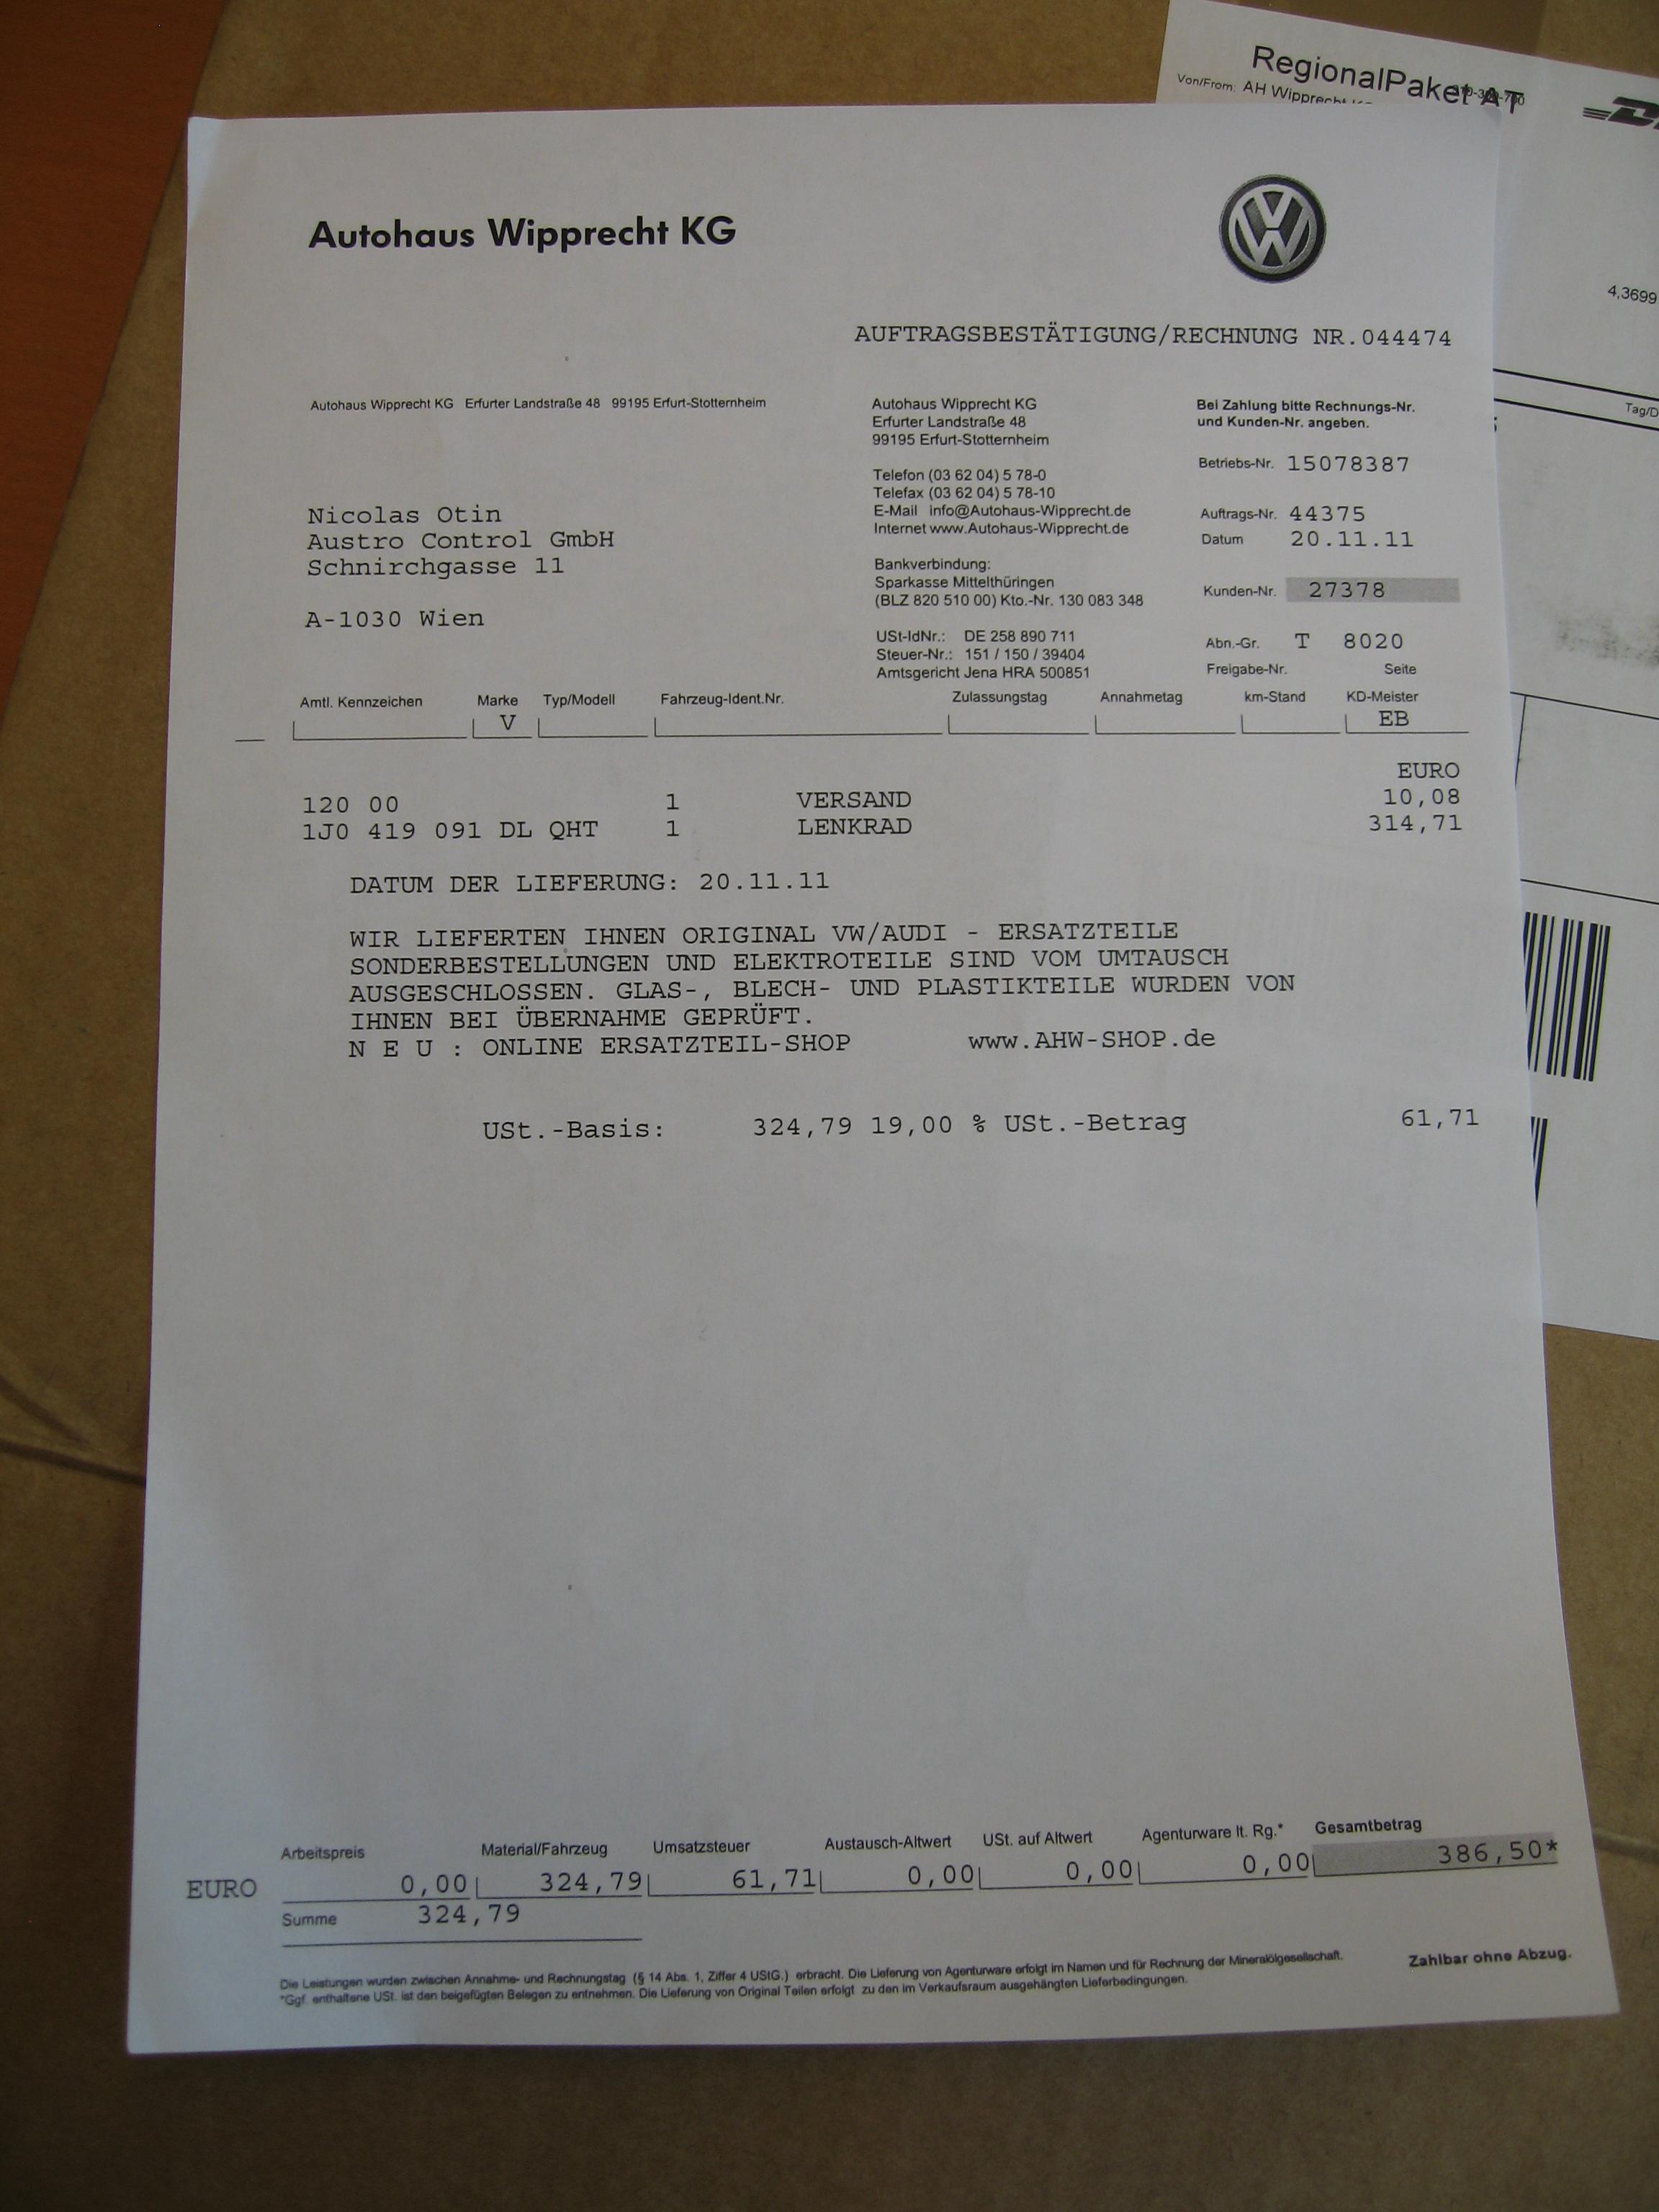 RegionalPaket AT
Von/From: AH Wipprecht
4,3699
Tag/D
Autohaus Wipprecht KG
AUFTRAGSBESTÄTIGUNG/RECHNUNG NR.044474
Autohaus Wipprecht KG Erfurter Landstraße 48 99195 Erfurt-Stotternheim
Nicolas Otin
Austro Control GmbH
Schnirchgasse 11
A-1030 Wien
Autohaus Wipprecht KG
Erfurter Landstraße 48
99195 Erfurt-Stotternheim
Telefon (03 62 04) 5 78-0
Telefax (03 62 04) 5 78-10
E-Mail info@Autohaus-Wipprecht.de
Internet www.Autohaus-Wipprecht.de
Bankverbindung:
Sparkasse Mittelthüringen
(BLZ 820 510 00) Kto.-Nr. 130 083 348
USt-IdNr.: DE 258 890 711
Steuer-Nr.: 151 / 150 / 39404
Amtsgericht Jena HRA 500851
Bei Zahlung bitte Rechnungs-Nr.
und Kunden-Nr. angeben.
Betriebs-Nr. 15078387
Auftrags-Nr. 44375
Datum 20.11.11
Kunden-Nr. 27378
Abn.-Gr. T 8020
Freigabe-Nr. Seite
Amtl. Kennzeichen Marke Typ/Modell Fahrzeug-Ident.Nr. Zulassungstag Annahmetag km-Stand KD-Meister
V EB
EURO
120 00 1 VERSAND 10,08
1J0 419 091 DL QHT 1 LENKRAD 314,71
DATUM DER LIEFERUNG: 20.11.11
WIR LIEFERTEN IHNEN ORIGINAL VW/AUDI - ERSATZTEILE
SONDERBESTELLUNGEN UND ELEKTROTEILE SIND VOM UMTAUSCH
AUSGESCHLOSSEN. GLAS-, BLECH- UND PLASTIKTEILE WURDEN VON
IHNEN BEI ÜBERNAHME GEPRÜFT.
N E U : ONLINE ERSATZTEIL-SHOP www.AHW-SHOP.de
USt.-Basis: 324,79 19,00 % USt.-Betrag 61,71
Arbeitspreis Material/Fahrzeug Umsatzsteuer Austausch-Altwert USt. auf Altwert Agenturware lt. Rg.* Gesamtbetrag
EURO 0,00 324,79 61,71 0,00 0,00 0,00 386,50*
Summe 324,79
Die Leistungen wurden zwischen Annahme- und Rechnungstag (§ 14 Abs. 1, Ziffer 4 UStG.) erbracht. Die Lieferung von Agenturware erfolgt im Namen und für Rechnung der Mineralölgesellschaft.
*Ggf. enthaltene USt. ist den beigefügten Belegen zu entnehmen. Die Lieferung von Original Teilen erfolgt zu den im Verkaufsraum ausgehängten Lieferbedingungen.
Zahlbar ohne Abzug.